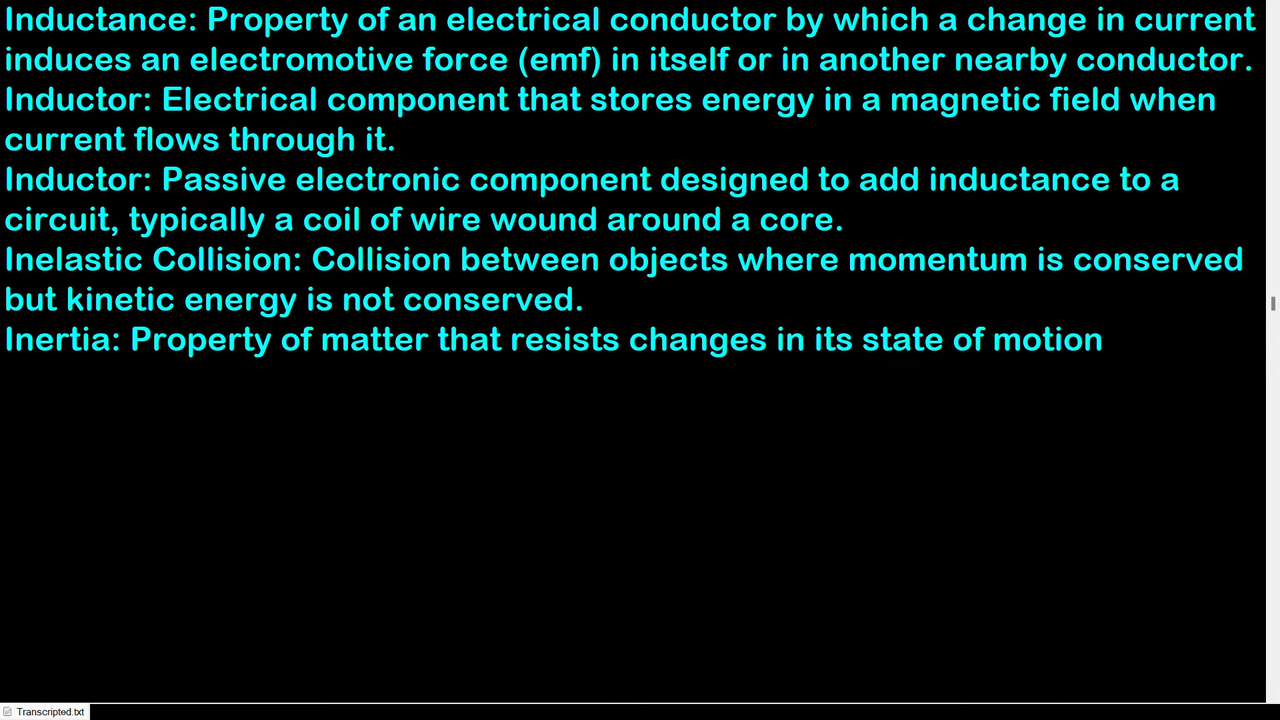 Inductance: Property of an electrical conductor by which a change in current
induces an electromotive force (emf) in itself or in another nearby conductor.
Inductor: Electrical component that stores energy in a magnetic field when
current flows through it.
Inductor: Passive electronic component designed to add inductance to a
circuit, typically a coil of wire wound around a core.
Inelastic Collision: Collision between objects where momentum is conserved
but kinetic energy is not conserved.
Inertia: Property of matter that resists changes in its state of motion
Transcripted.txt